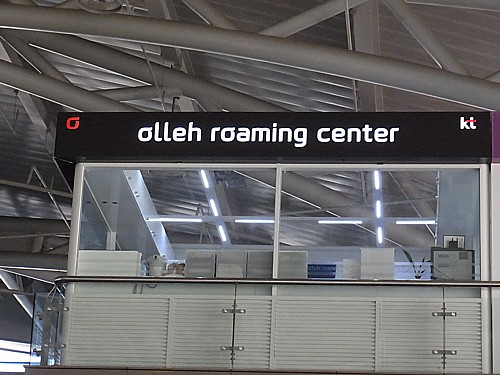 olleh roaming center
kt